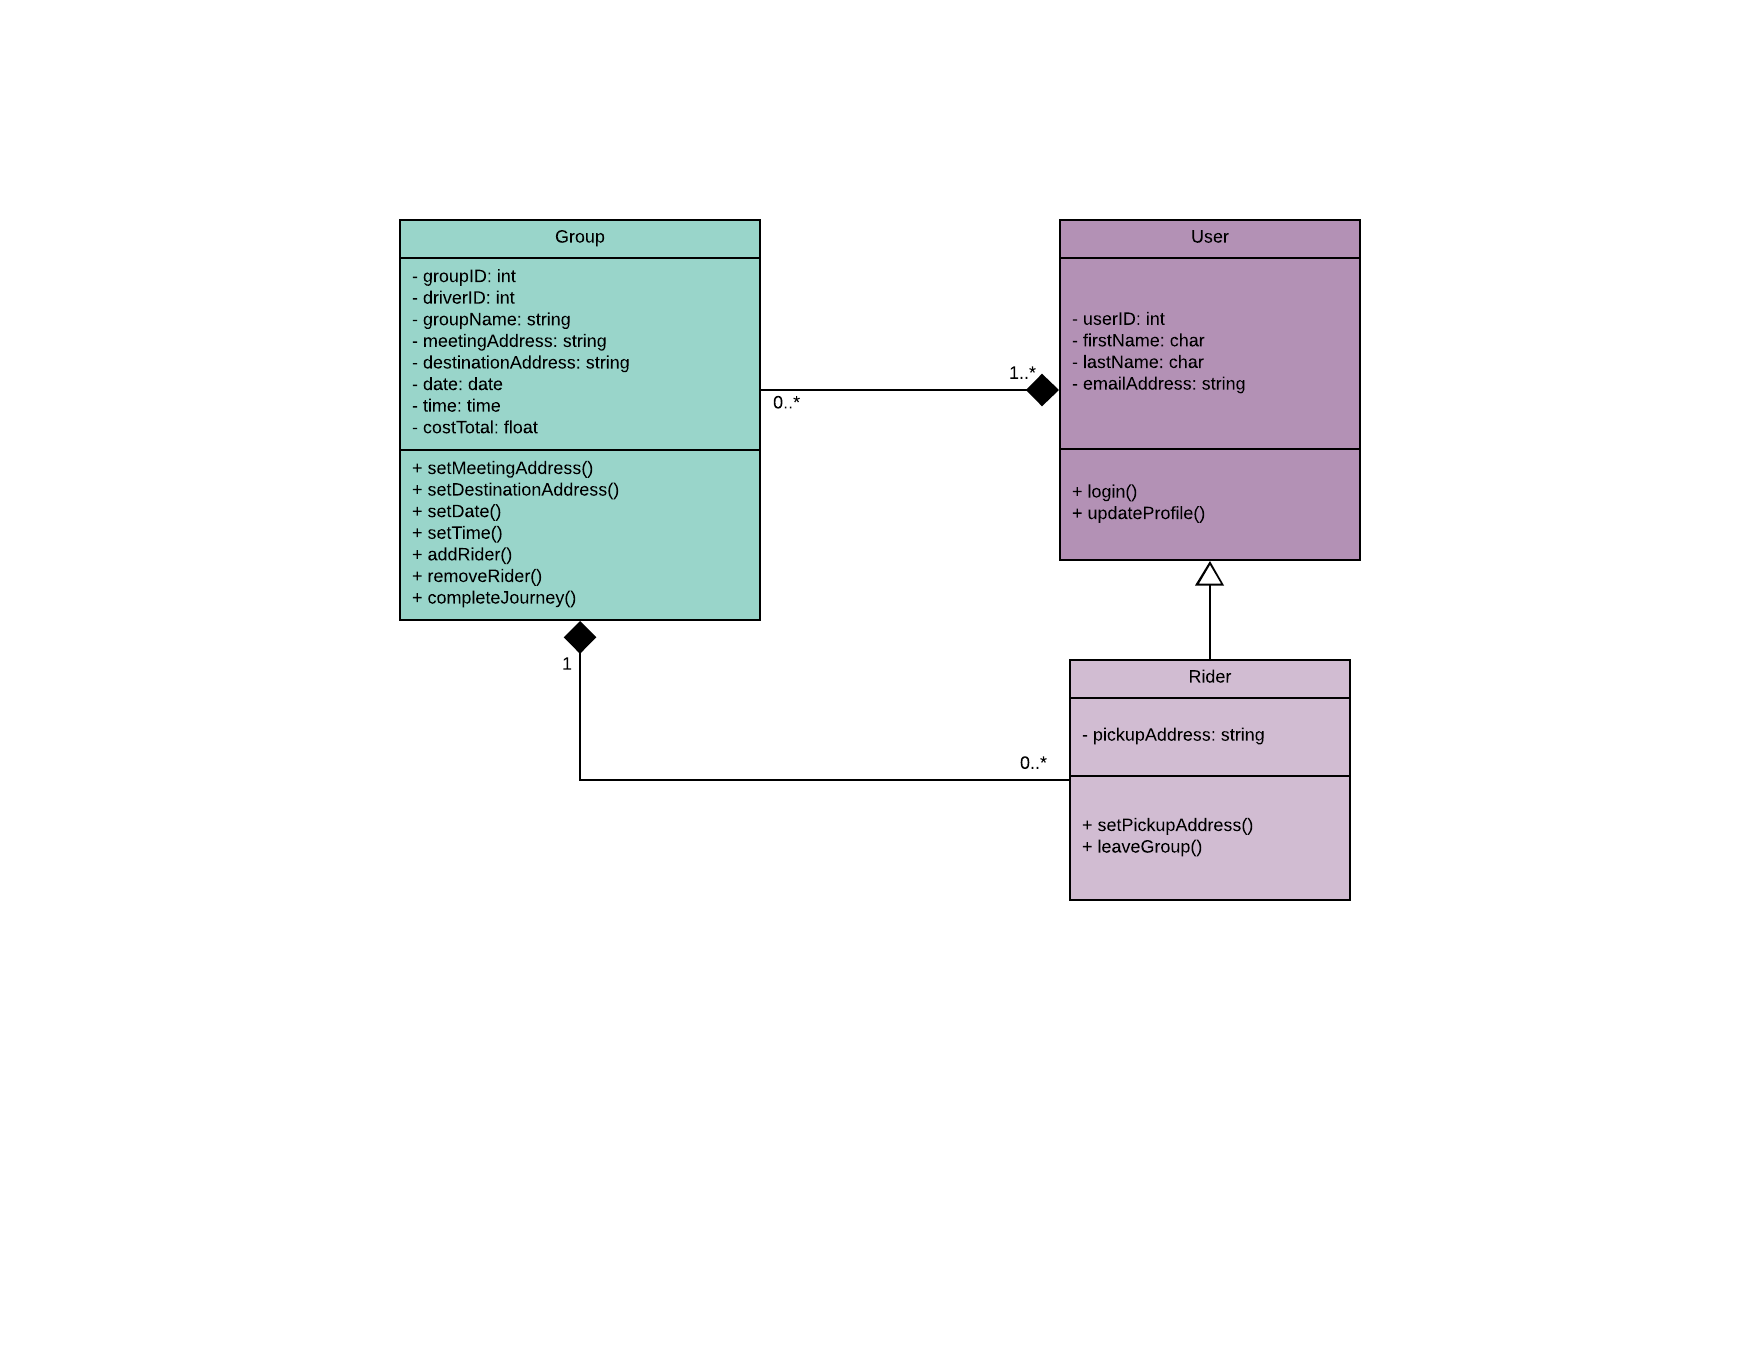 Group
- groupID: int
- driverID: int
- groupName: string
- meetingAddress: string
- destinationAddress: string
- date: date
- time: time
- costTotal: float
+ setMeetingAddress()
+ setDestinationAddress()
+ setDate()
+ setTime()
+ addRider()
+ removeRider()
+ completeJourney()
0..*
1..*
User
- userID: int
- firstName: char
- lastName: char
- emailAddress: string
+ login()
+ updateProfile()
1
0..*
Rider
- pickupAddress: string
+ setPickupAddress()
+ leaveGroup()